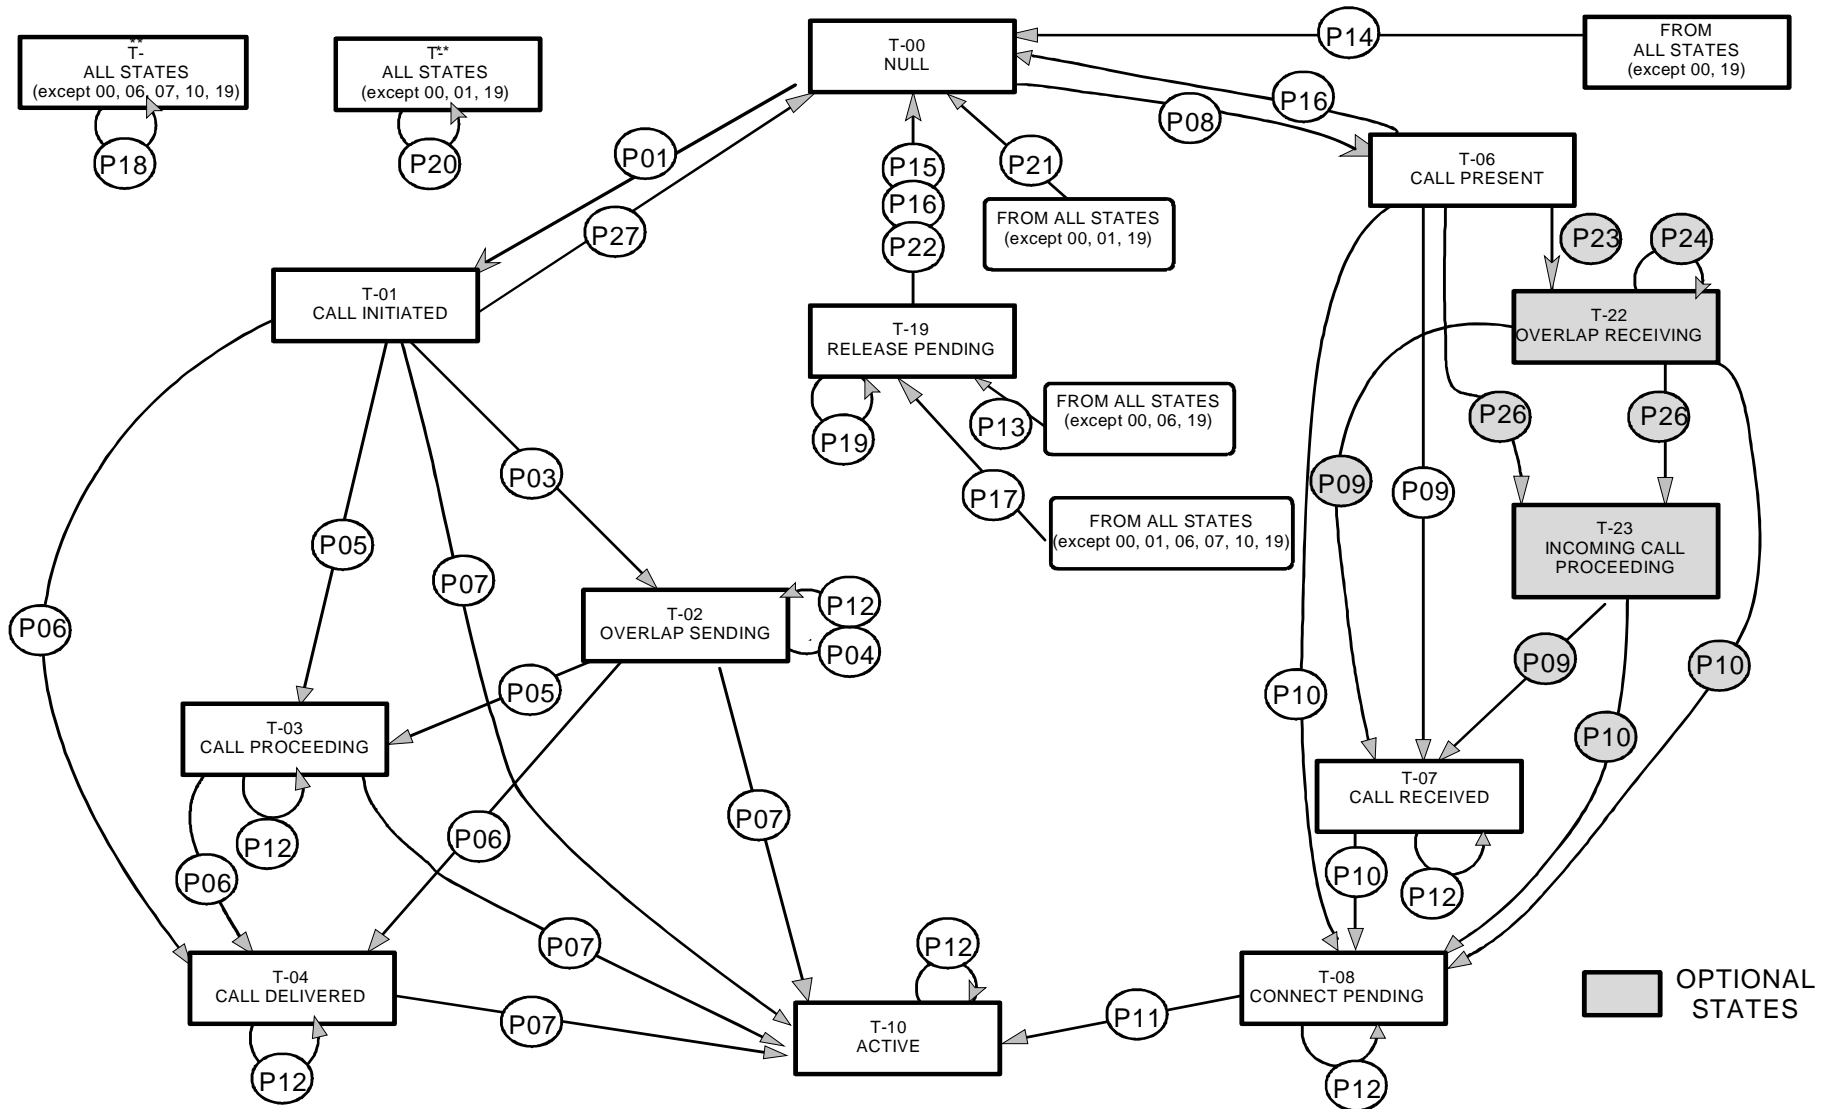 T-**
ALL STATES
(except 00, 06, 07, 10, 19)
P18
T-**
ALL STATES
(except 00, 01, 19)
P20
T-00
NULL
P14
FROM
ALL STATES
(except 00, 19)
P16
P08
P01
P27
P15
P16
P22
P21
FROM ALL STATES
(except 00, 01, 19)
T-06
CALL PRESENT
P23
P24
T-01
CALL INITIATED
T-19
RELEASE PENDING
T-22
OVERLAP RECEIVING
P19
P13
FROM ALL STATES
(except 00, 06, 19)
P26
P26
P03
P17
FROM ALL STATES
(except 00, 01, 06, 07, 10, 19)
P09
P09
P05
P07
T-23
INCOMING CALL
PROCEEDING
P06
T-02
OVERLAP SENDING
P12
P04
P05
P10
P09
P10
T-03
CALL PROCEEDING
P10
P12
P06
P06
P07
T-07
CALL RECEIVED
P10
P12
P07
P12
T-04
CALL DELIVERED
P07
T-10
ACTIVE
P11
T-08
CONNECT PENDING
OPTIONAL
STATES
P12
P12